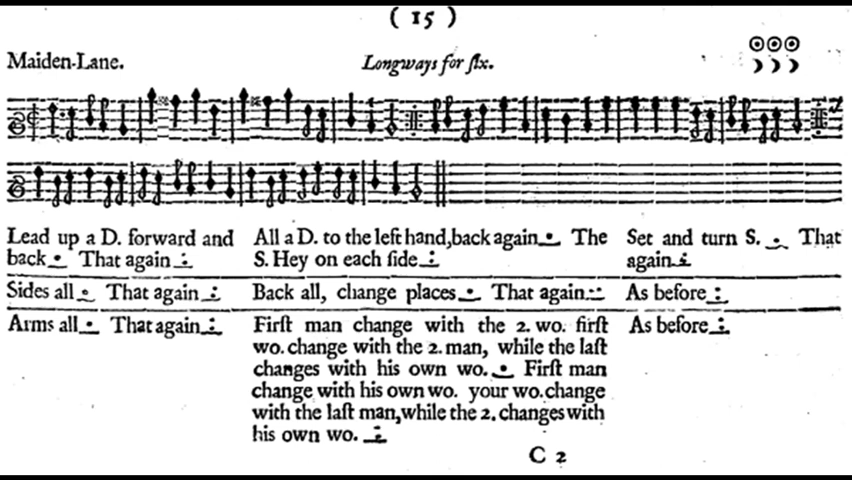 ( 15 )
Maiden-Lane. Longways for ſix.
Lead up a D. forward and
back That again
All a D. to the left hand, back again The
S. Hey on each ſide
Set and turn S. That
again
Sides all That again
Back all, change places That again
As before
Arms all That again
Firſt man change with the 2. wo. firſt
wo. change with the 2. man, while the laſt
changes with his own wo. Firſt man
change with his own wo. your wo. change
with the laſt man, while the 2. changes with
his own wo.
As before
C 2